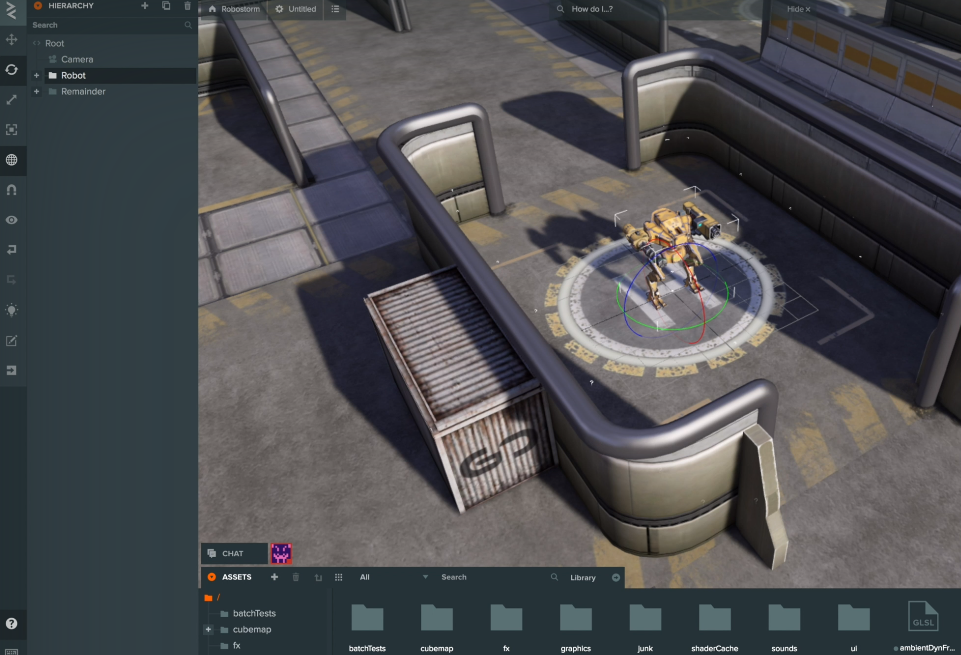 HIERARCHY
Robostorm
Untitled
How do I...?
Hide x
Search
Root
Camera
Robot
Remainder
CHAT
ASSETS
All
Search
Library
/
batchTests
cubemap
fx
batchTests
cubemap
fx
graphics
junk
shaderCache
sounds
ui
GLSL
ambientDynFr...